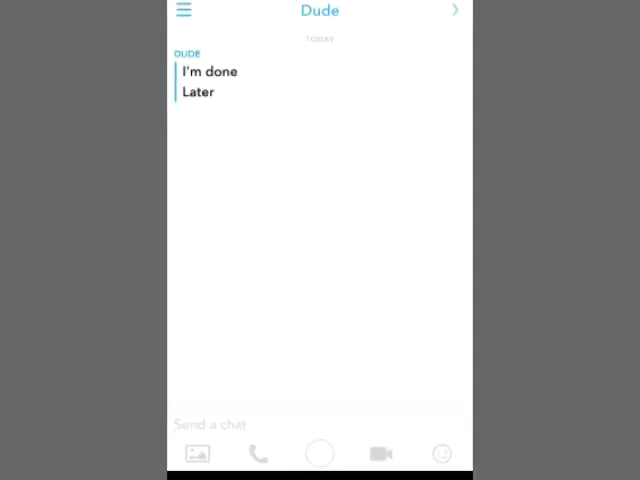 Dude
TODAY
DUDE
I'm done
Later
Send a chat